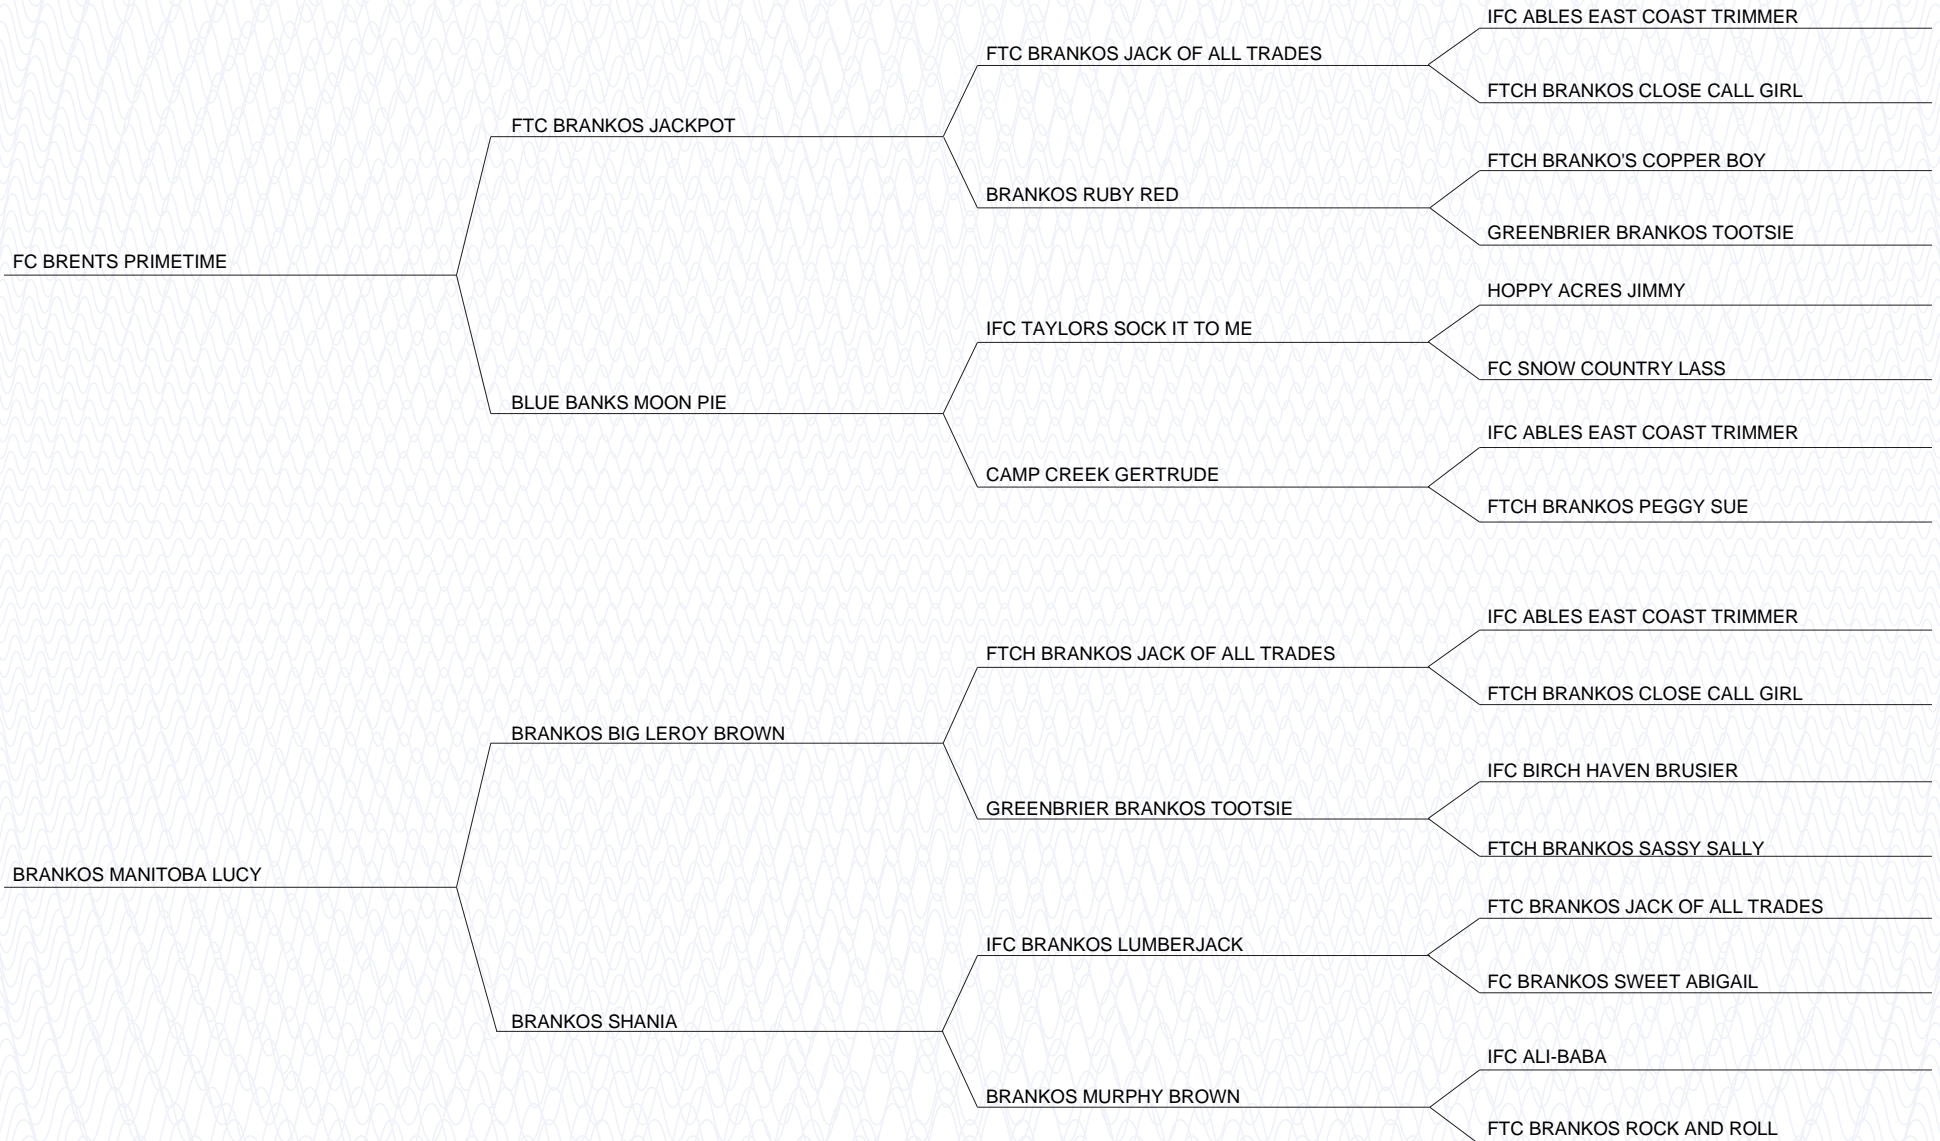 IFC ABLES EAST COAST TRIMMER
FTC BRANKOS JACK OF ALL TRADES
FTCH BRANKOS CLOSE CALL GIRL
FTC BRANKOS JACKPOT
FTCH BRANKO'S COPPER BOY
BRANKOS RUBY RED
GREENBRIER BRANKOS TOOTSIE
FC BRENTS PRIMETIME
HOPPY ACRES JIMMY
IFC TAYLORS SOCK IT TO ME
FC SNOW COUNTRY LASS
BLUE BANKS MOON PIE
IFC ABLES EAST COAST TRIMMER
CAMP CREEK GERTRUDE
FTCH BRANKOS PEGGY SUE
IFC ABLES EAST COAST TRIMMER
FTCH BRANKOS JACK OF ALL TRADES
FTCH BRANKOS CLOSE CALL GIRL
BRANKOS BIG LEROY BROWN
IFC BIRCH HAVEN BRUSIER
GREENBRIER BRANKOS TOOTSIE
FTCH BRANKOS SASSY SALLY
BRANKOS MANITOBA LUCY
FTC BRANKOS JACK OF ALL TRADES
IFC BRANKOS LUMBERJACK
FC BRANKOS SWEET ABIGAIL
BRANKOS SHANIA
IFC ALI-BABA
BRANKOS MURPHY BROWN
FTC BRANKOS ROCK AND ROLL